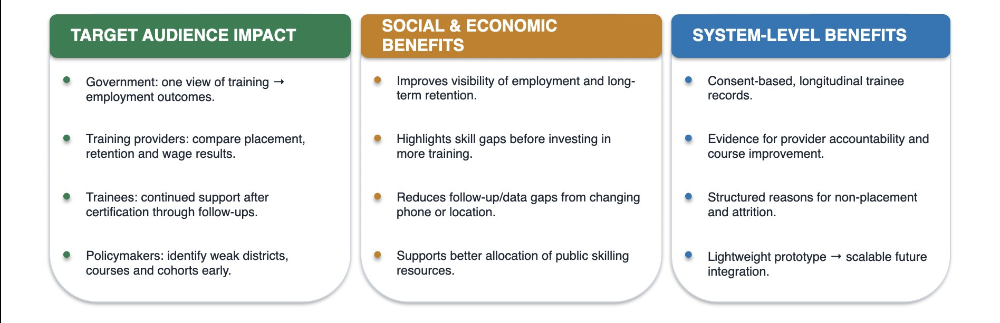 TARGET AUDIENCE IMPACT
Government: one view of training →
employment outcomes.
Training providers: compare placement,
retention and wage results.
Trainees: continued support after
certification through follow-ups.
Policymakers: identify weak districts,
courses and cohorts early.
SOCIAL & ECONOMIC
BENEFITS
Improves visibility of employment and long-
term retention.
Highlights skill gaps before investing in
more training.
Reduces follow-up/data gaps from changing
phone or location.
Supports better allocation of public skilling
resources.
SYSTEM-LEVEL BENEFITS
Consent-based, longitudinal trainee
records.
Evidence for provider accountability and
course improvement.
Structured reasons for non-placement
and attrition.
Lightweight prototype → scalable future
integration.